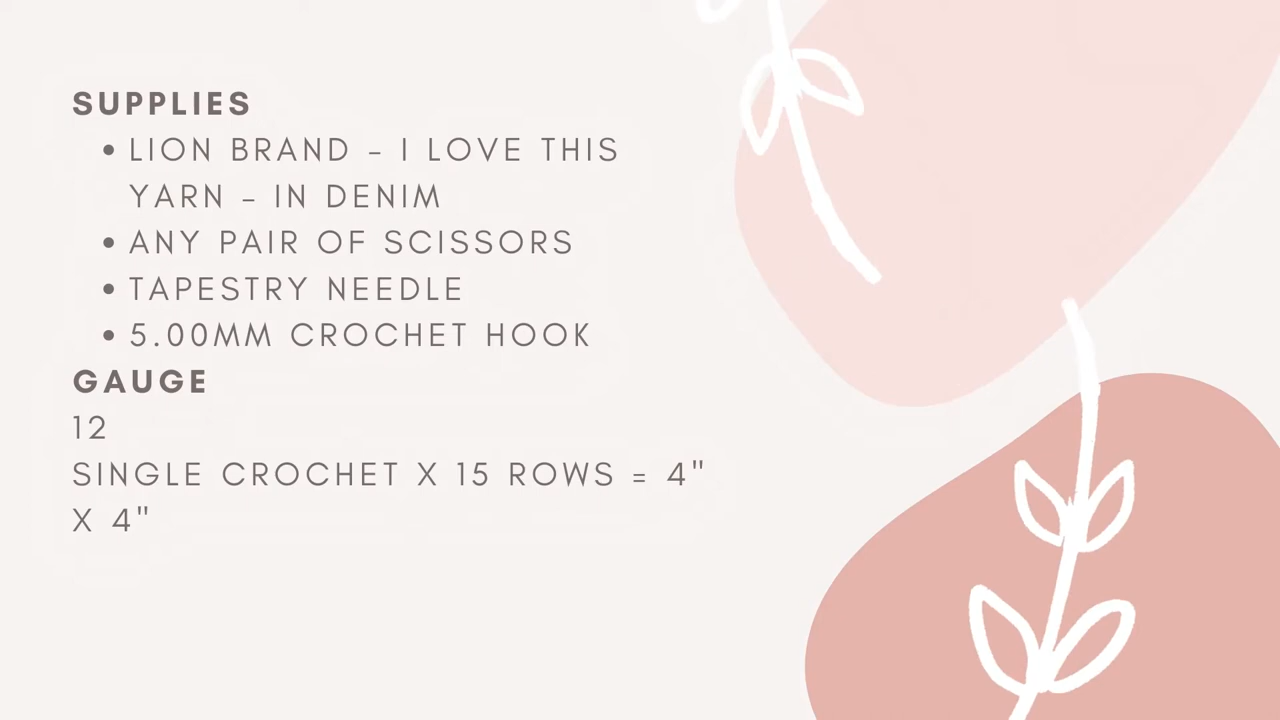 SUPPLIES
• LION BRAND – I LOVE THIS
YARN – IN DENIM
• ANY PAIR OF SCISSORS
• TAPESTRY NEEDLE
• 5.00MM CROCHET HOOK
GAUGE
12
SINGLE CROCHET X 15 ROWS = 4"
X 4"